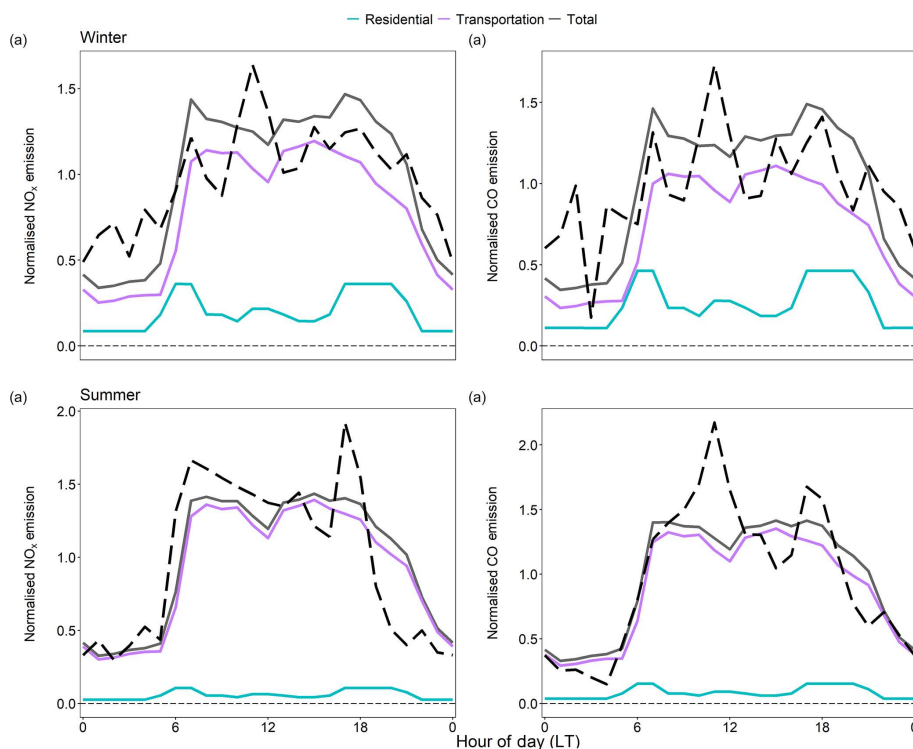 Residential Transportation Total
(a) Winter (a)
Normalised NOx emission
1.5
1.0
0.5
0.0
Normalised CO emission
1.5
1.0
0.5
0.0
(a) Summer (a)
Normalised NOx emission
2.0
1.5
1.0
0.5
0.0
Normalised CO emission
2.0
1.5
1.0
0.5
0.0
0 6 12 18 0
0 6 12 18 0
Hour of day (LT)